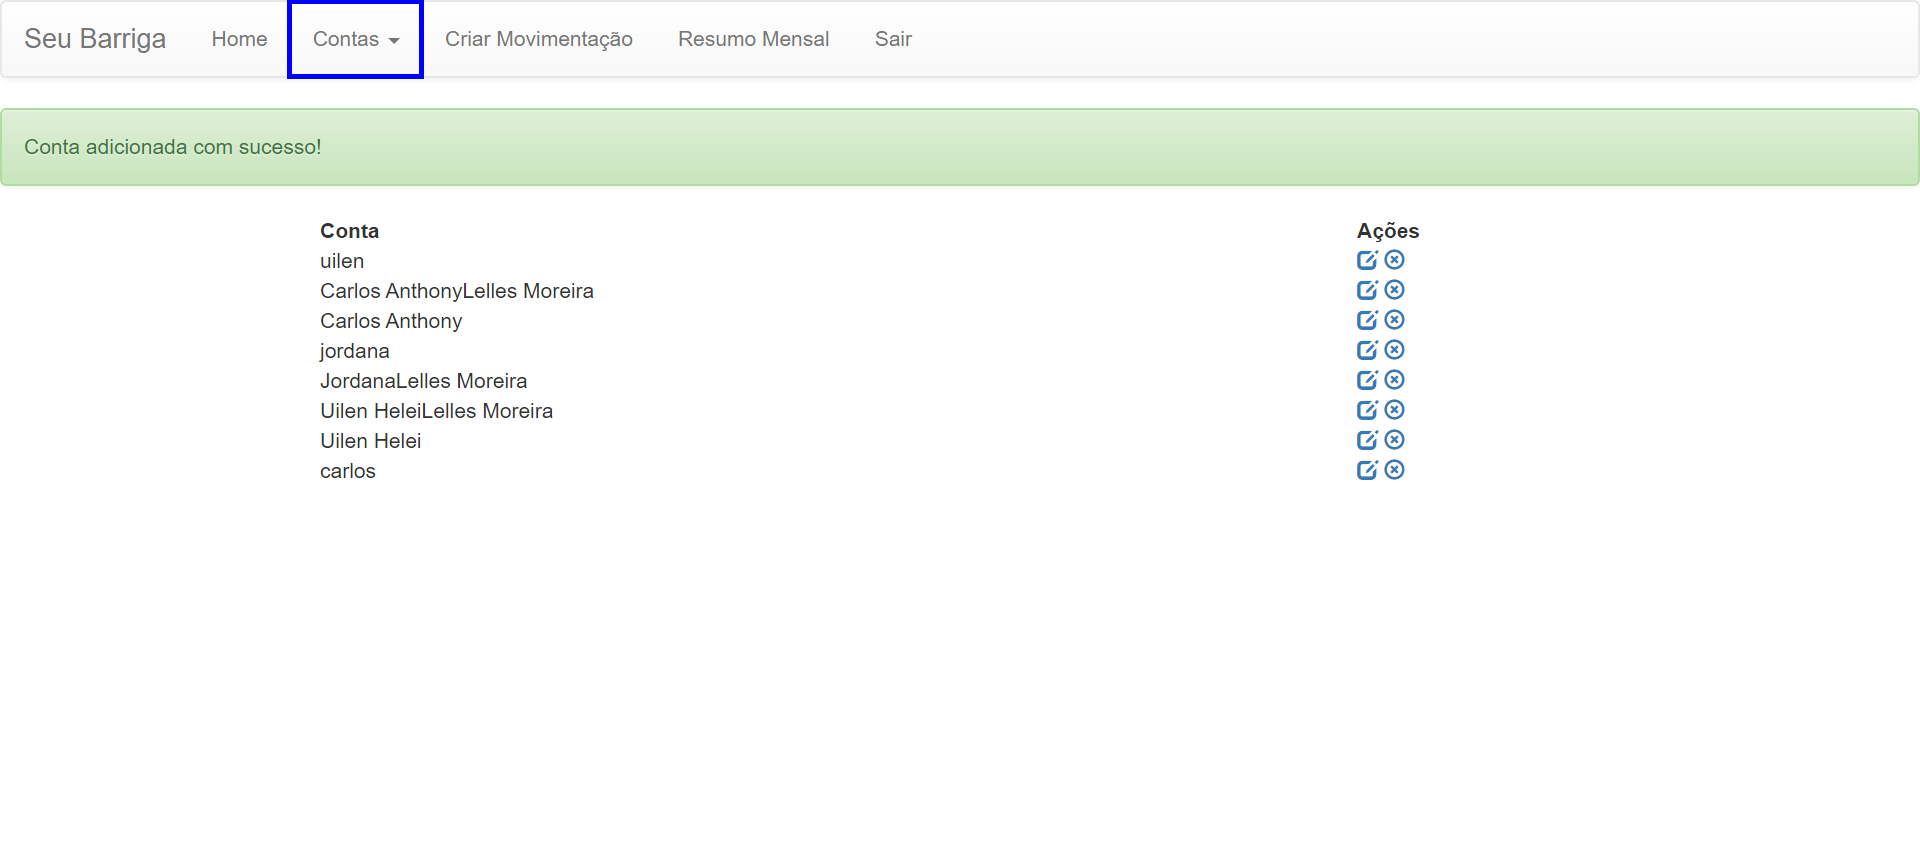 Seu Barriga Home Contas Criar Movimentação Resumo Mensal Sair
Conta adicionada com sucesso!
Conta Ações
uilen
Carlos AnthonyLelles Moreira
Carlos Anthony
jordana
JordanaLelles Moreira
Uilen HeleiLelles Moreira
Uilen Helei
carlos